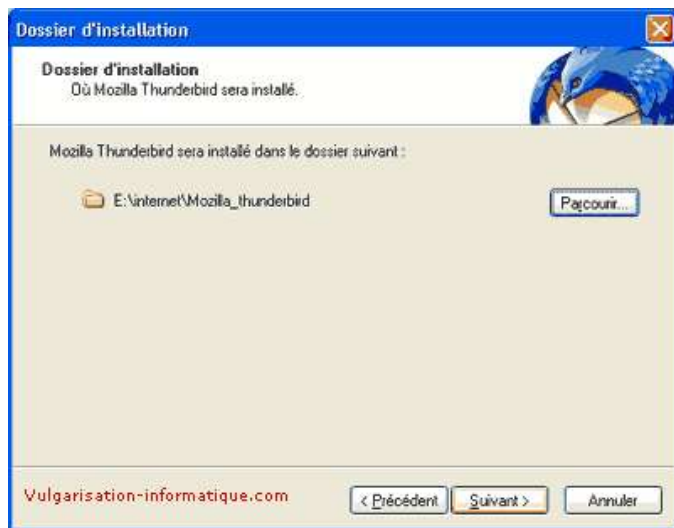 Dossier d'installation
Dossier d'installation
Où Mozilla Thunderbird sera installé.
Mozilla Thunderbird sera installé dans le dossier suivant :
E:\internet\Mozilla_thunderbird
Parcourir...
Vulgarisation-informatique.com
< Précédent
Suivant >
Annuler